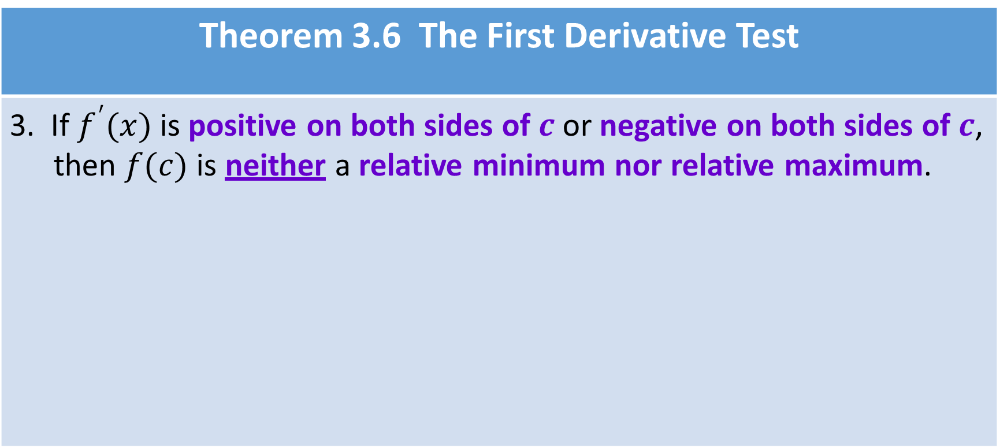 Theorem 3.6 The First Derivative Test
3. If f′(x) is positive on both sides of c or negative on both sides of c,
then f(c) is neither a relative minimum nor relative maximum.